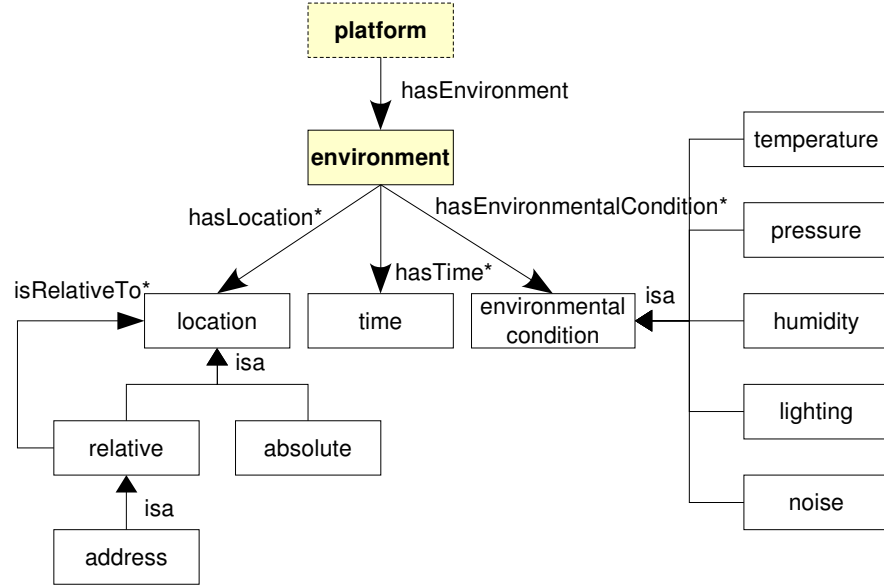 platform
hasEnvironment
environment
temperature
hasLocation*
hasEnvironmentalCondition*
pressure
hasTime*
isRelativeTo*
location
time
environmental
condition
isa
humidity
isa
relative
absolute
lighting
isa
noise
address